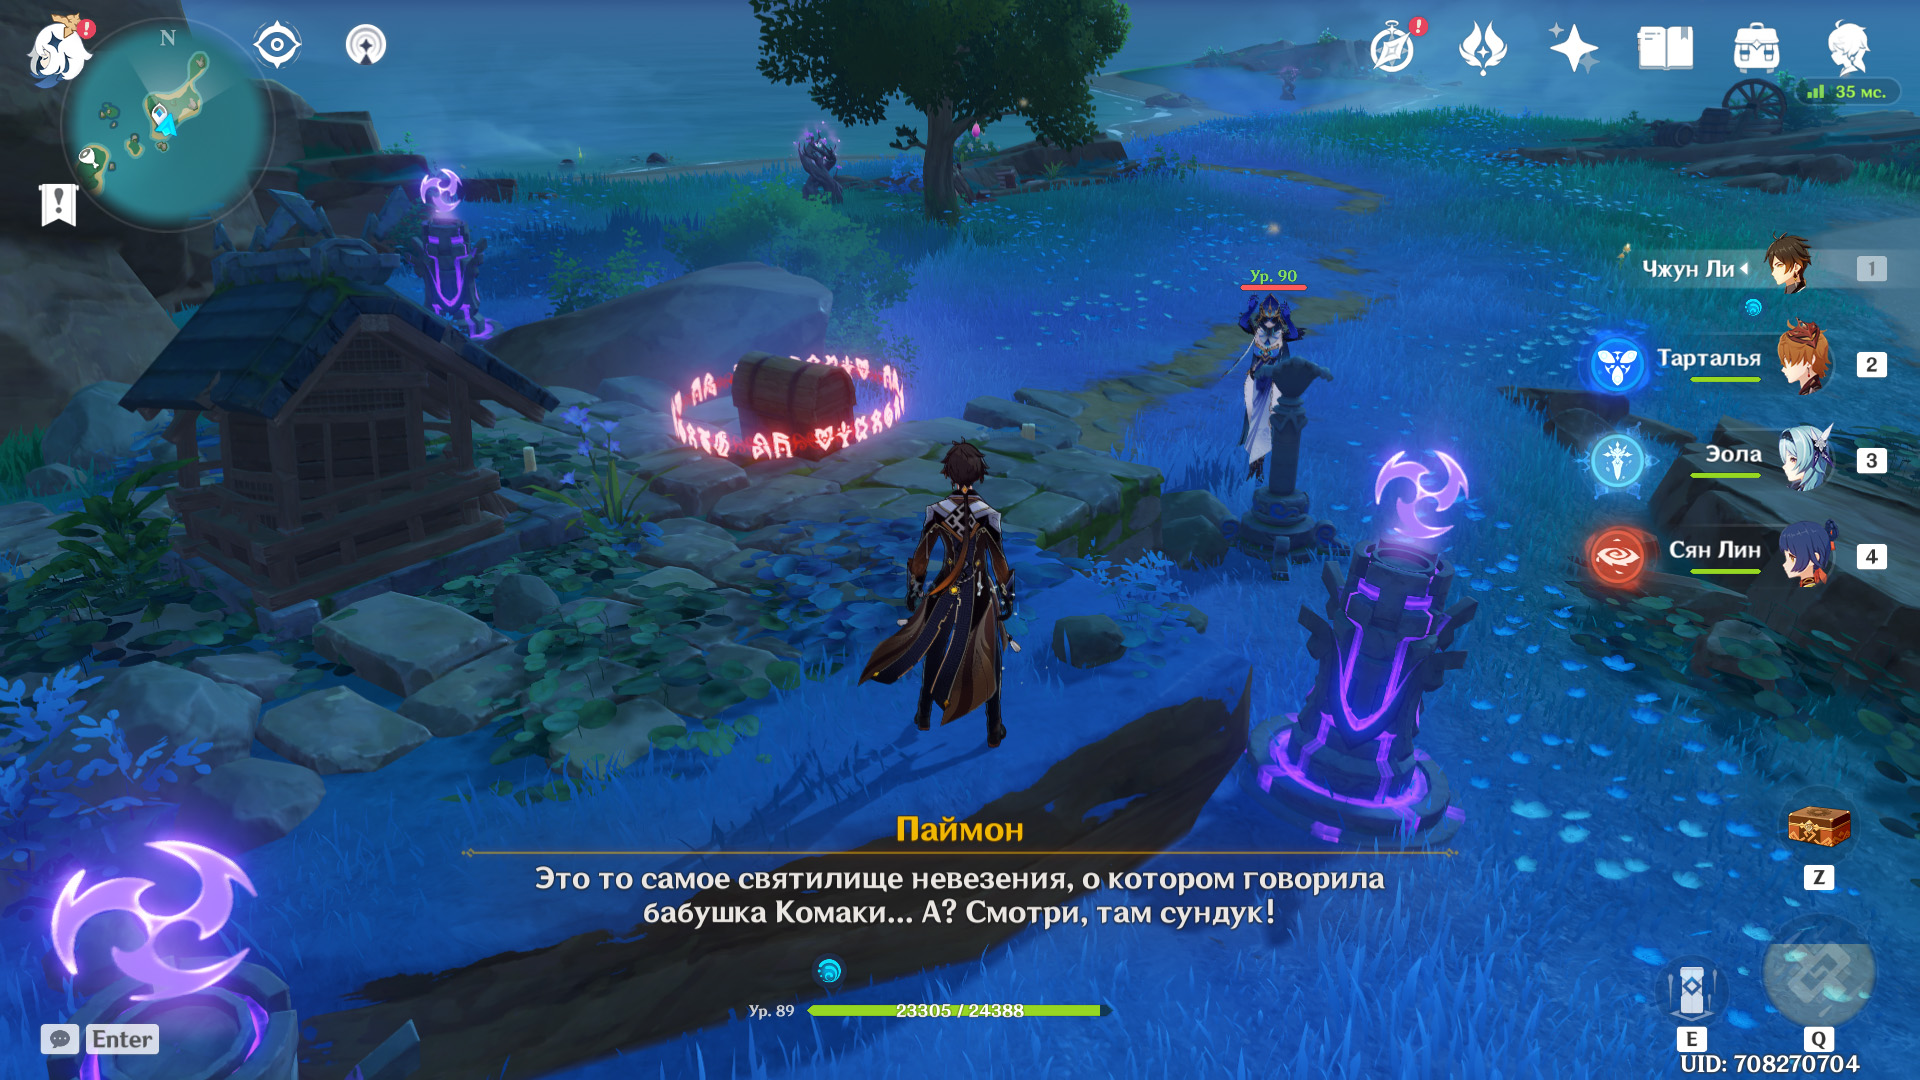 N
35 мс.
Ур. 90
Чжун Ли
1
Тарталья
2
Эола
3
Сян Лин
4
Паймон
Это то самое святилище невезения, о котором говорила
бабушка Комаки... А? Смотри, там сундук!
Z
Ур. 89
23305 / 24388
Enter
E
Q
UID: 708270704